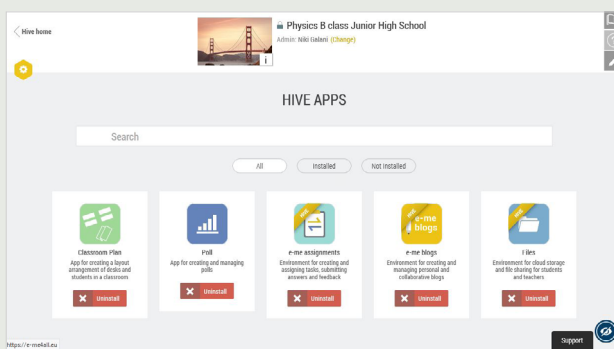 Hive home
Physics B class Junior High School
Admin: Niki Galani (Change)
i
HIVE APPS
Search
All
Installed
Not installed
Classroom Plan
App for creating a layout
arrangement of desks and
students in a classroom
Uninstall
Poll
App for creating and managing
polls
Uninstall
e-me assignments
Environment for creating and
assigning tasks, submitting
answers and feedback
Uninstall
e-me
blogs
e-me blogs
Environment for creating and
managing personal and
collaborative blogs
Uninstall
Files
Environment for cloud storage
and file sharing for students
and teachers
Uninstall
https://e-me4all.eu
Support